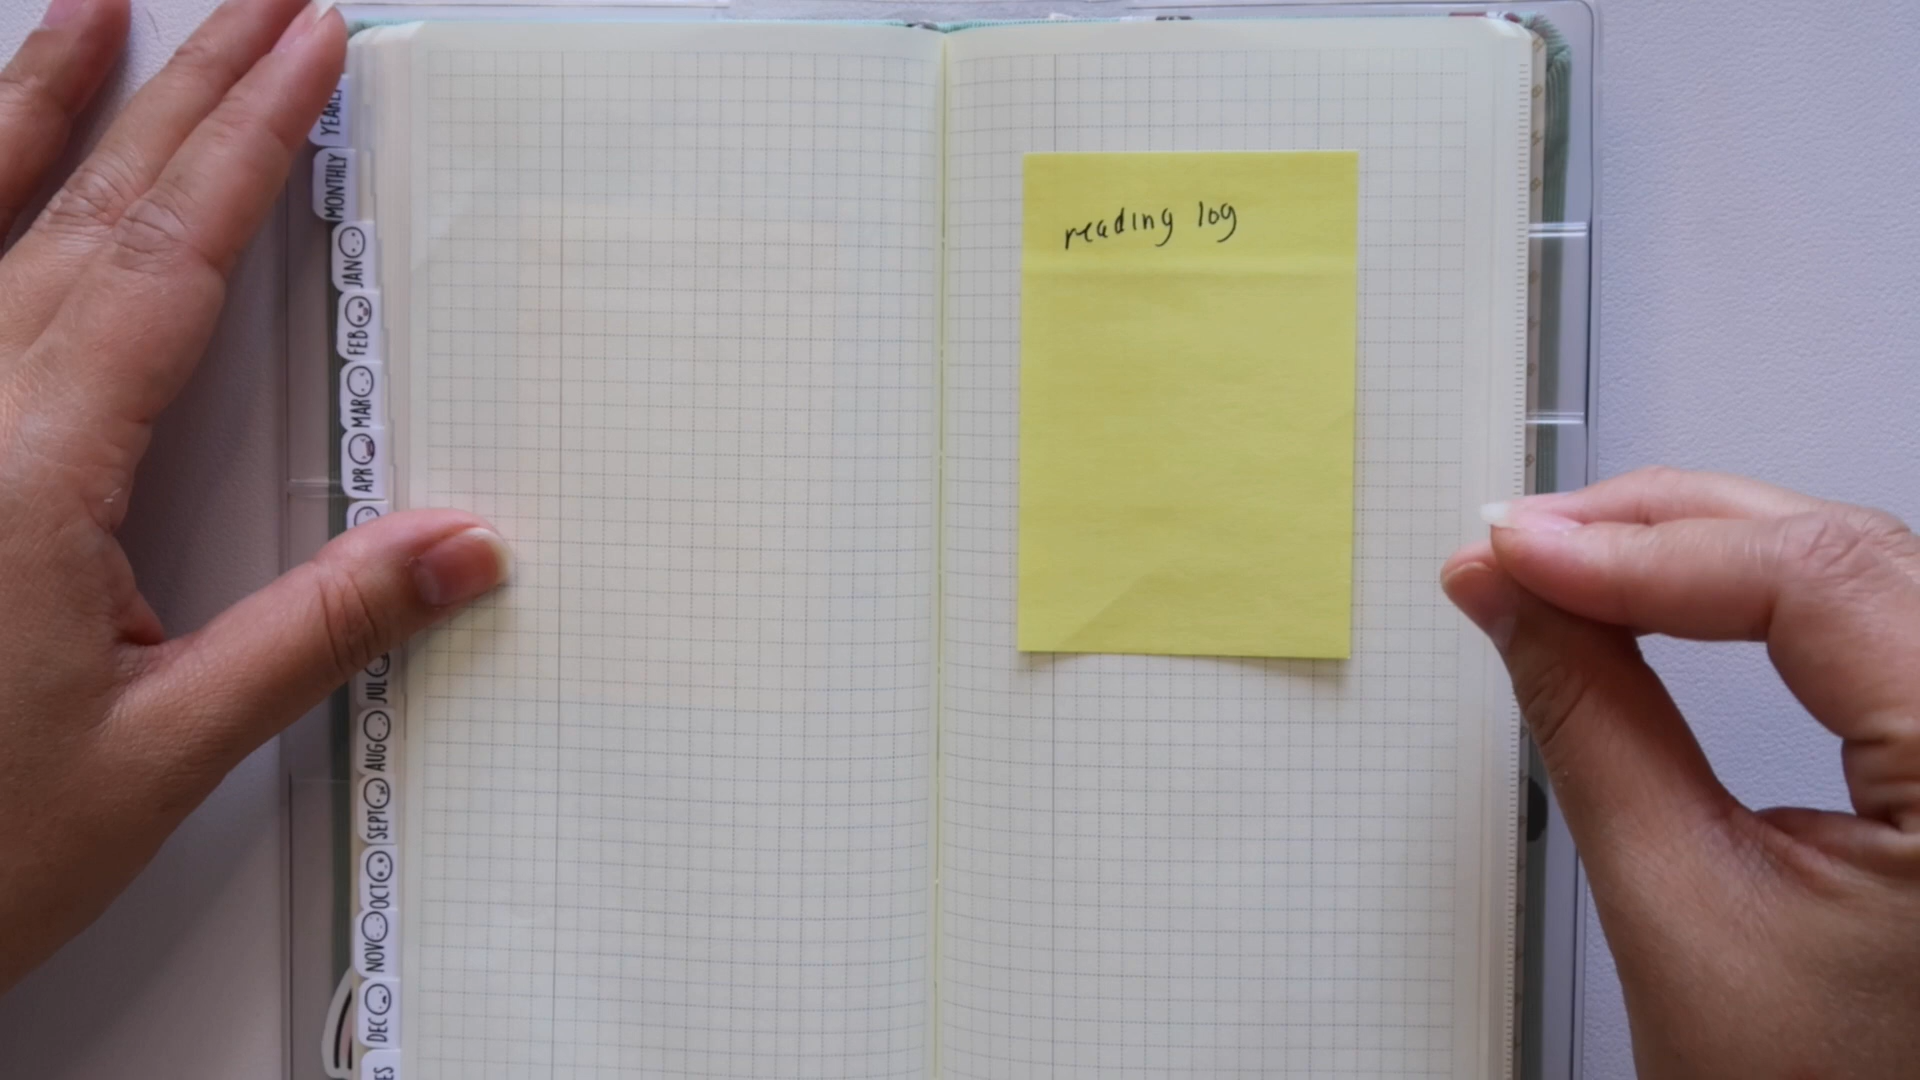 YEARLY
MONTHLY
JAN
FEB
MAR
APR
JUL
AUG
SEPT
OCT
NOV
DEC
reading log